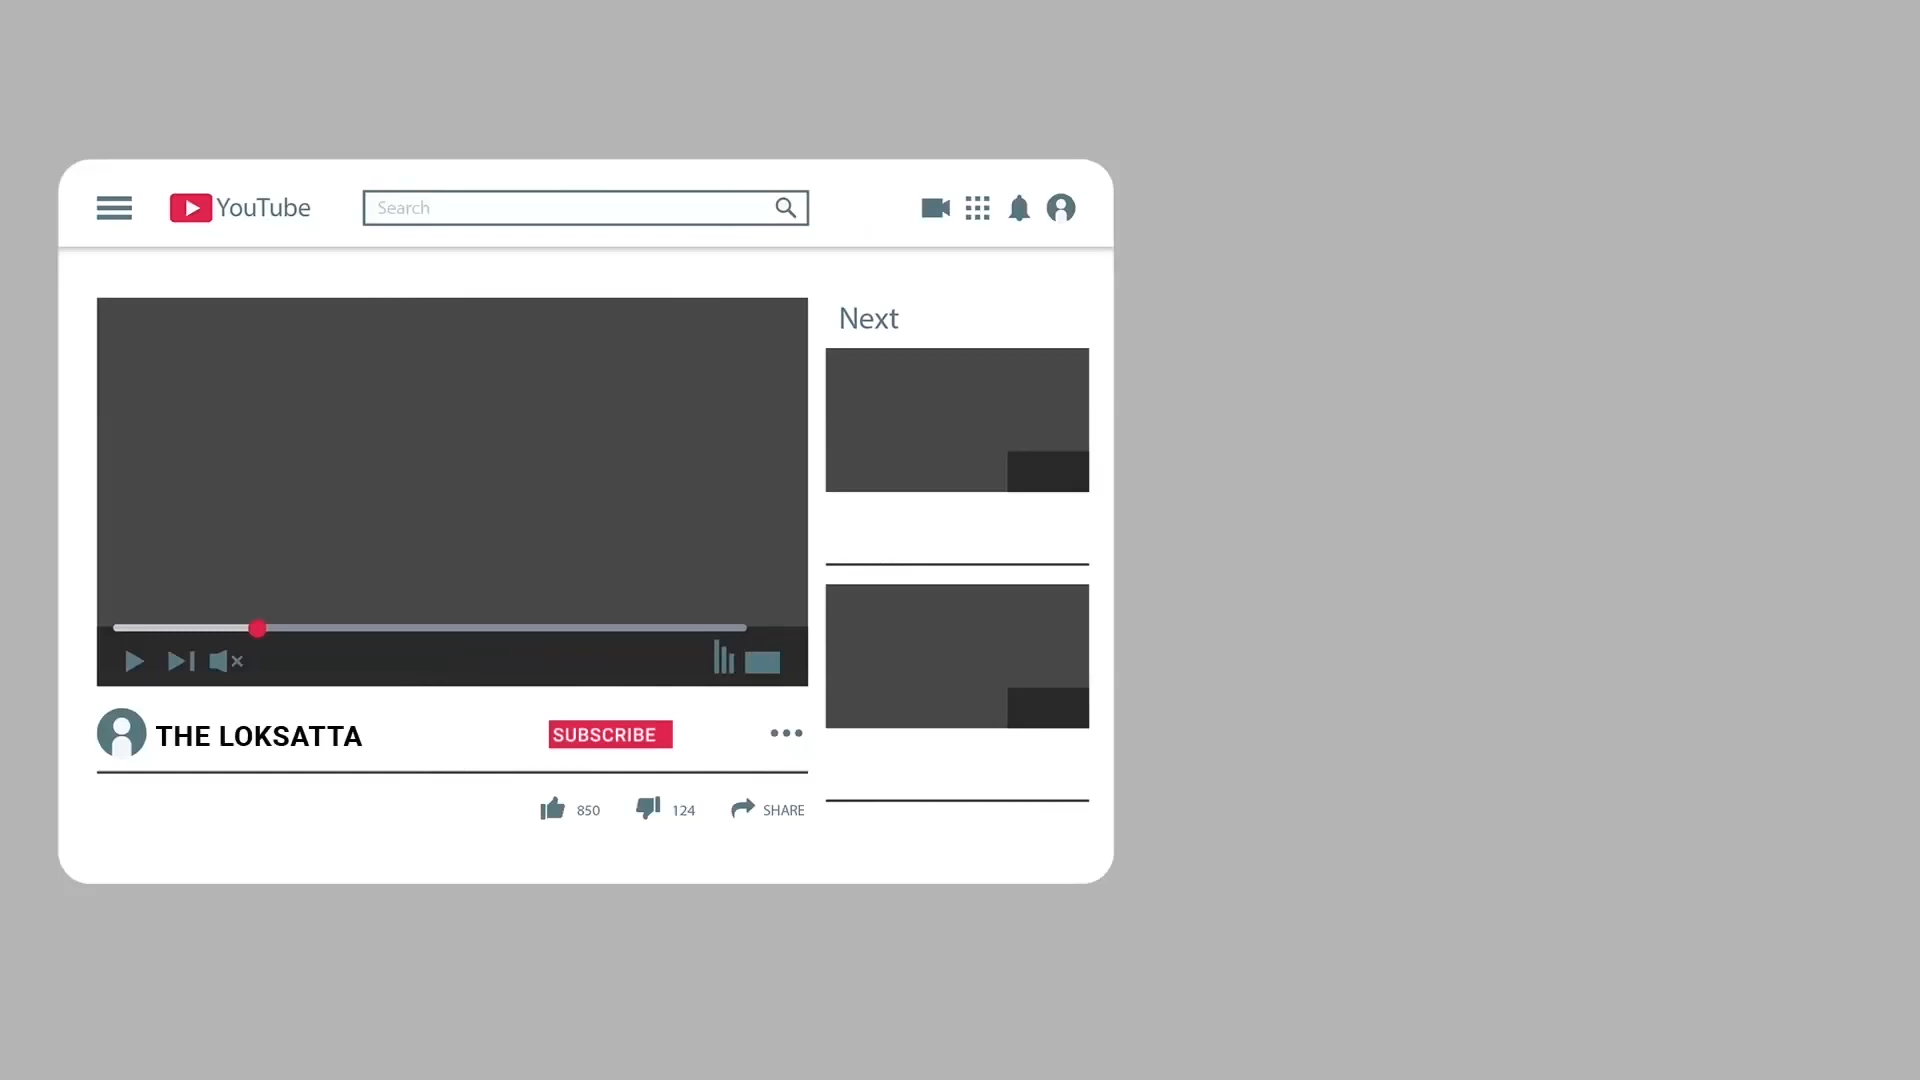 YouTube
Search
Next
THE LOKSATTA
SUBSCRIBE
850
124
SHARE